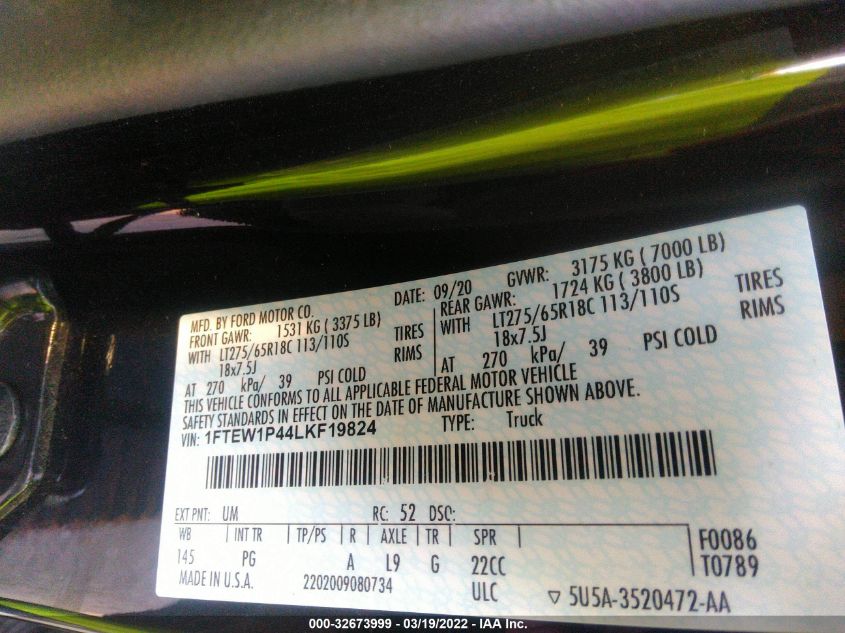 MFD. BY FORD MOTOR CO. DATE: 09/20 GVWR: 3175 KG ( 7000 LB)
FRONT GAWR: 1531 KG ( 3375 LB) REAR GAWR: 1724 KG ( 3800 LB)
WITH LT275/65R18C 113/110S TIRES WITH LT275/65R18C 113/110S TIRES
18x7.5J RIMS 18x7.5J RIMS
AT 270 kPa/ 39 PSI COLD AT 270 kPa/ 39 PSI COLD
THIS VEHICLE CONFORMS TO ALL APPLICABLE FEDERAL MOTOR VEHICLE
SAFETY STANDARDS IN EFFECT ON THE DATE OF MANUFACTURE SHOWN ABOVE.
VIN: 1FTEW1P44LKF19824 TYPE: Truck
EXT PNT: UM RC: 52 DSO:
WB INT TR TP/PS R AXLE TR SPR F0086
145 PG A L9 G 22CC T0789
MADE IN U.S.A. 2202009080734 ULC ▽ 5U5A-3520472-AA
000-32673999 - 03/19/2022 - IAA Inc.